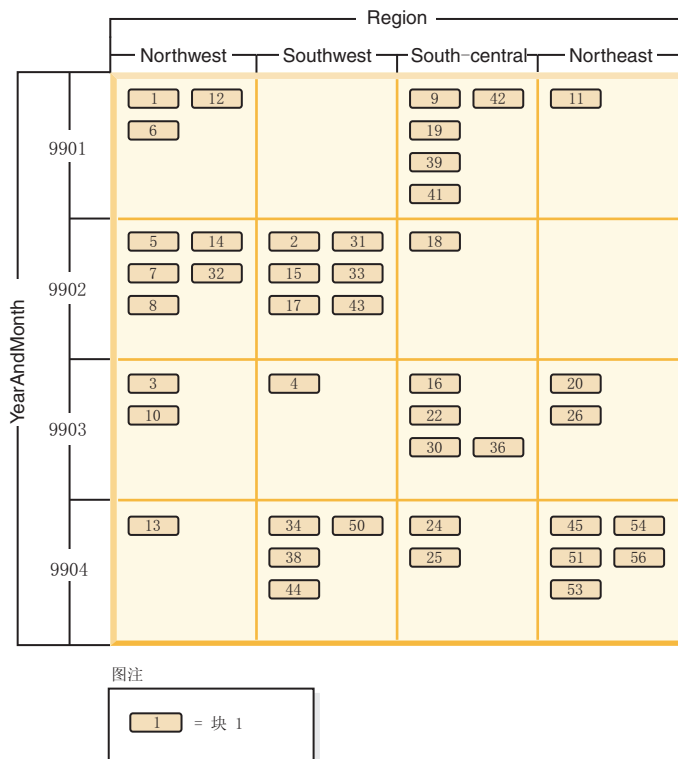 Region
Northwest Southwest South-central Northeast
YearAndMonth
9901
1 12 9 42 11
6 19
39
41
9902
5 14 2 31 18
7 32 15 33
8 17 43
9903
3 4 16 20
10 22 26
30 36
9904
13 34 50 24 45 54
38 25 51 56
44 53
图注
1 = 块 1